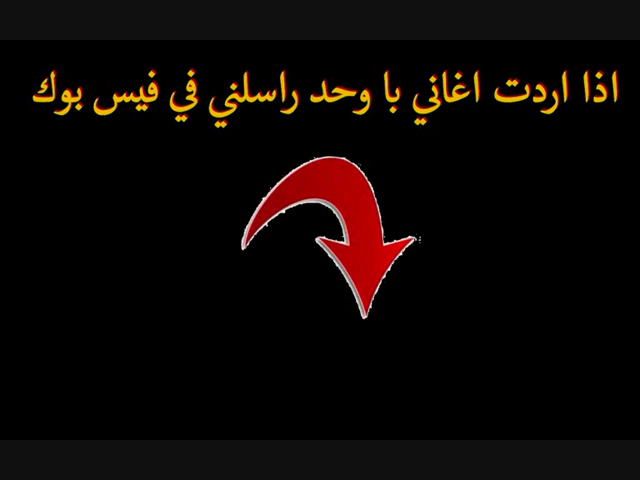 اذا اردت اغاني با وحد راسلني في فيس بوك